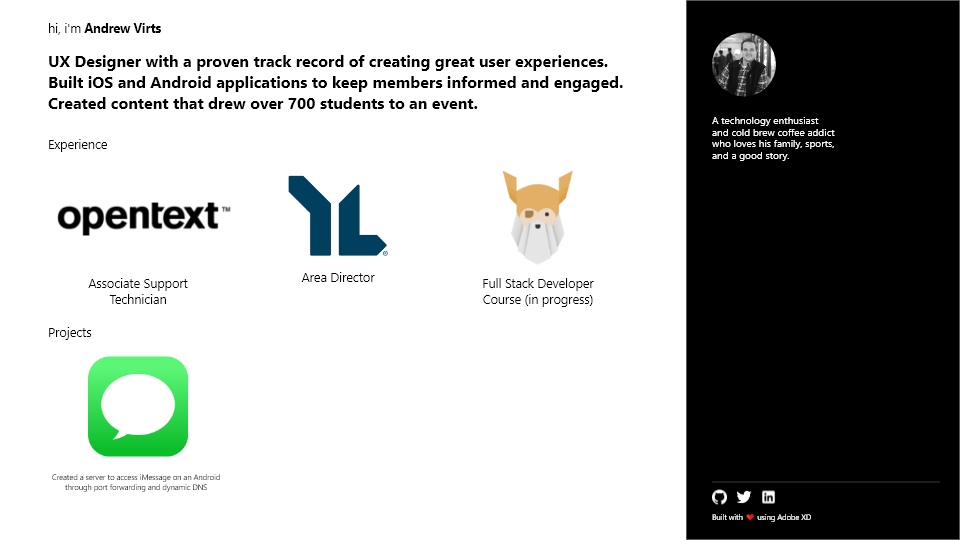 hi, i'm Andrew Virts
UX Designer with a proven track record of creating great user experiences.
Built iOS and Android applications to keep members informed and engaged.
Created content that drew over 700 students to an event.
Experience
opentext™
YL®
Associate Support
Technician
Area Director
Full Stack Developer
Course (in progress)
Projects
Created a server to access iMessage on an Android
through port forwarding and dynamic DNS
A technology enthusiast
and cold brew coffee addict
who loves his family, sports,
and a good story.
in
Built with ❤ using Adobe XD